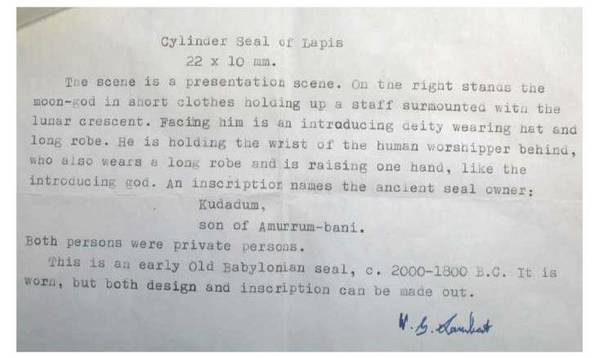 Cylinder Seal of Lapis
22 x 10 mm.
The scene is a presentation scene. On the right stands the
moon-god in short clothes holding up a staff surmounted with the
lunar crescent. Facing him is an introducing deity wearing hat and
long robe. He is holding the wrist of the human worshipper behind,
who also wears a long robe and is raising one hand, like the
introducing god. An inscription names the ancient seal owner:
Kudadum,
son of Amurrum-bani.
Both persons were private persons.
This is an early Old Babylonian seal, c. 2000-1800 B.C. It is
worn, but both design and inscription can be made out.
W. G. Lambert